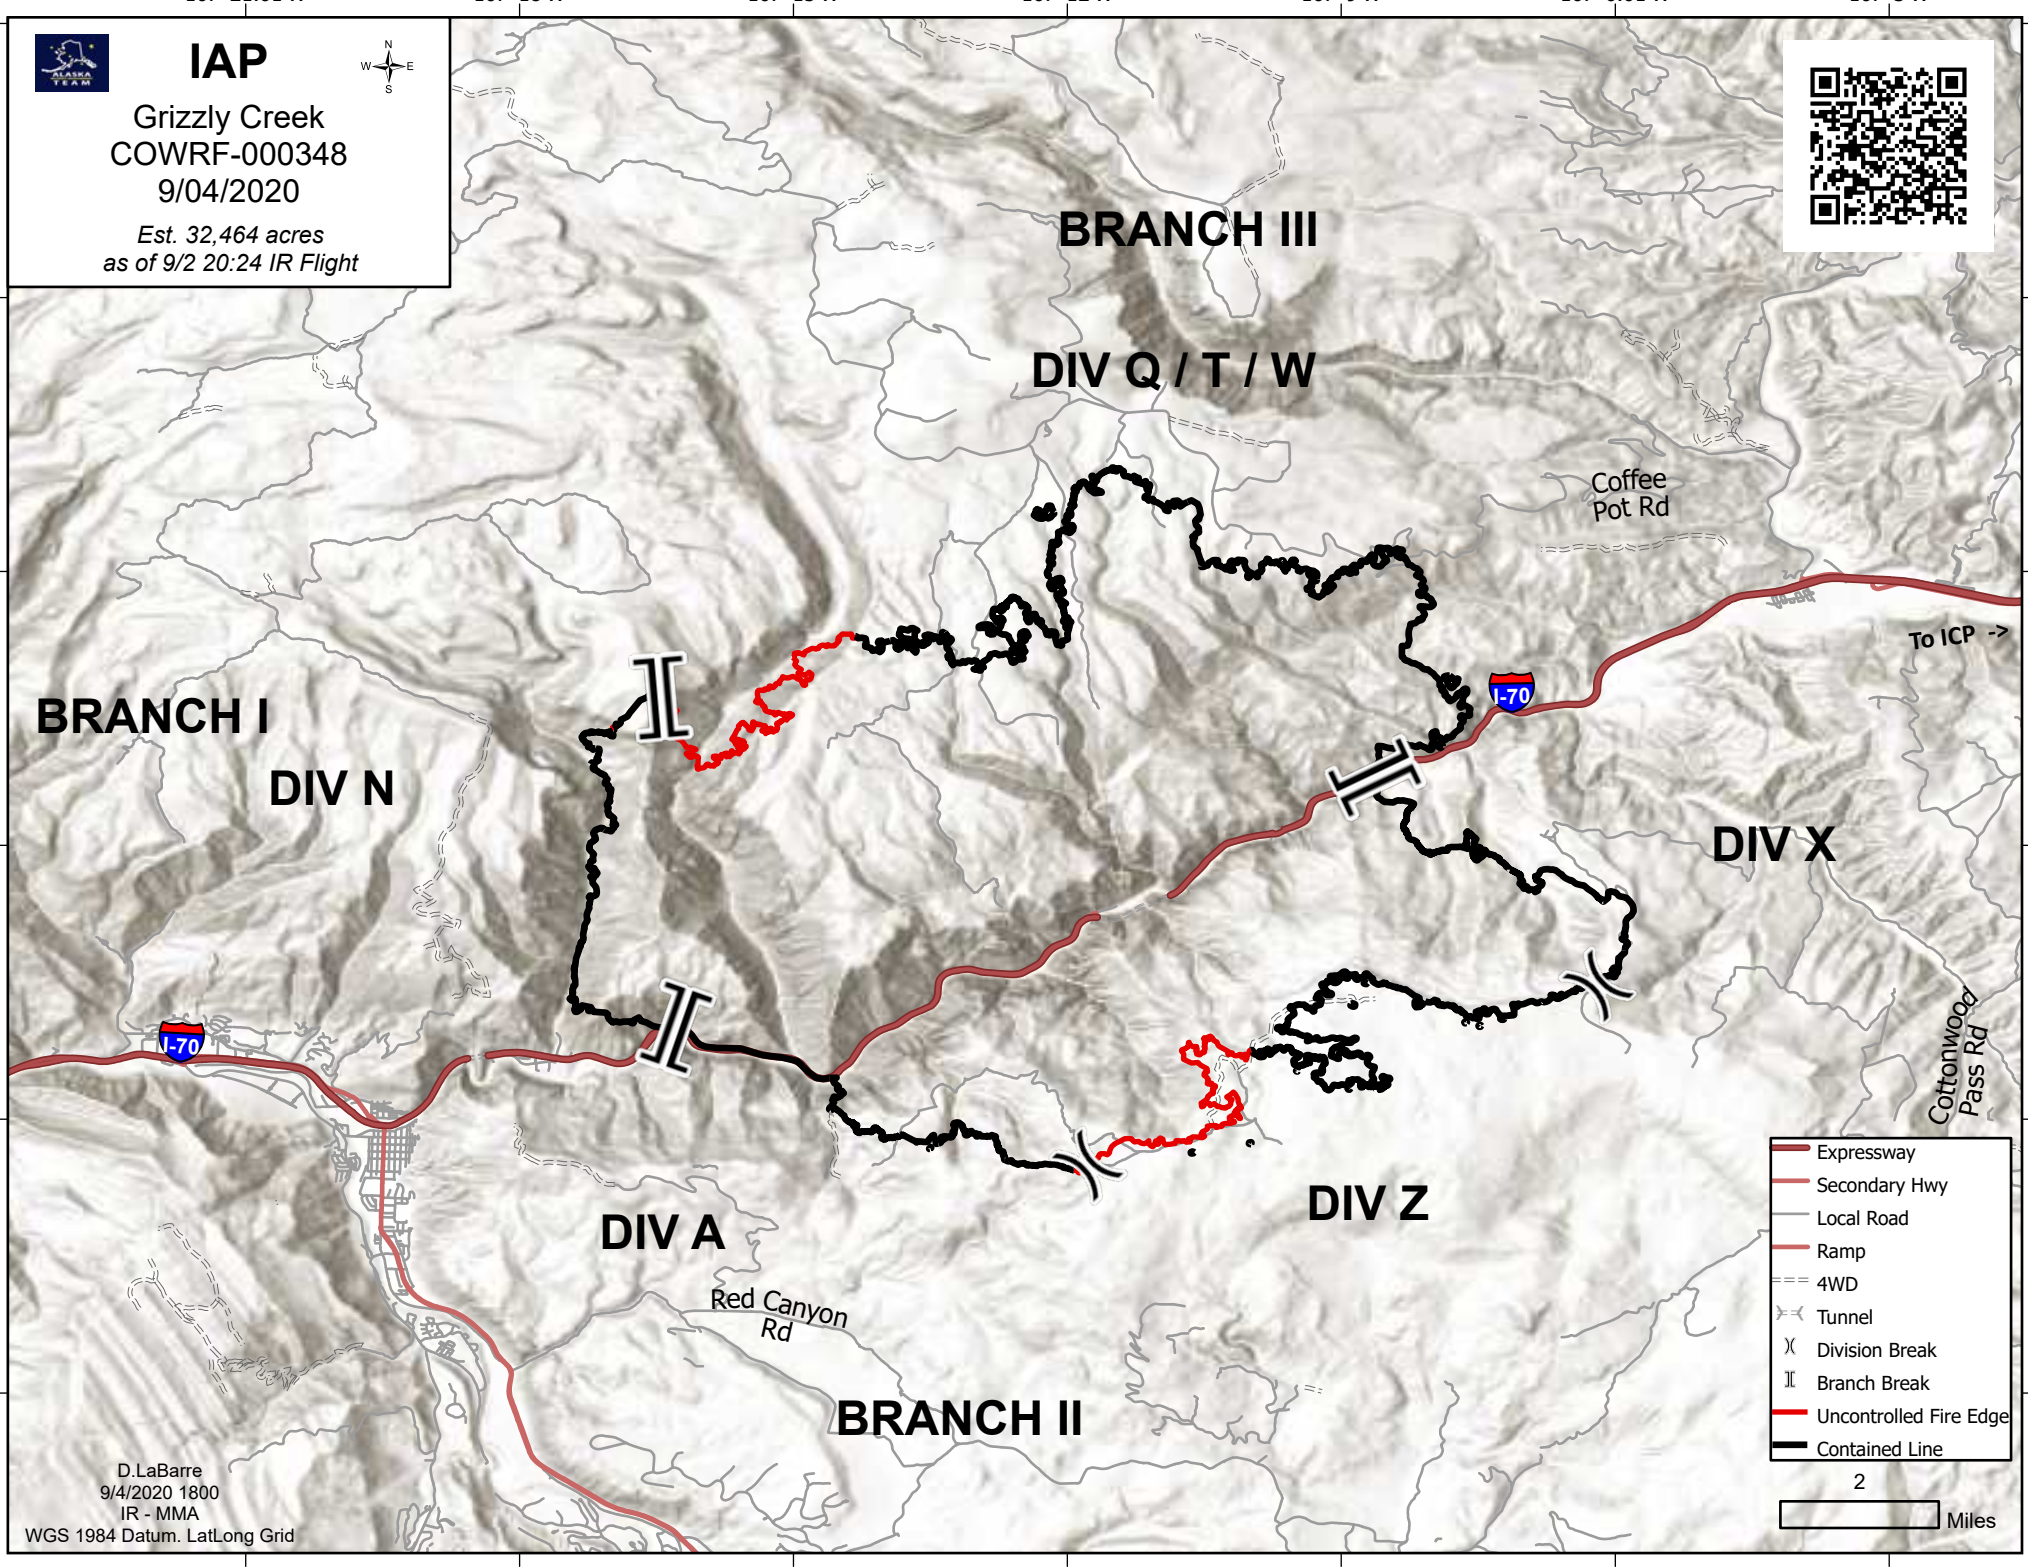 ALASKA
TEAM
IAP
N
W E
S
Grizzly Creek
COWRF-000348
9/04/2020
Est. 32,464 acres
as of 9/2 20:24 IR Flight
BRANCH III
DIV Q / T / W
Coffee
Pot Rd
To ICP ->
I-70
BRANCH I
DIV N
DIV X
I-70
Cottonwood
Pass Rd
DIV Z
DIV A
Red Canyon
Rd
BRANCH II
Expressway
Secondary Hwy
Local Road
Ramp
4WD
Tunnel
Division Break
Branch Break
Uncontrolled Fire Edge
Contained Line
2
Miles
D.LaBarre
9/4/2020 1800
IR - MMA
WGS 1984 Datum. LatLong Grid